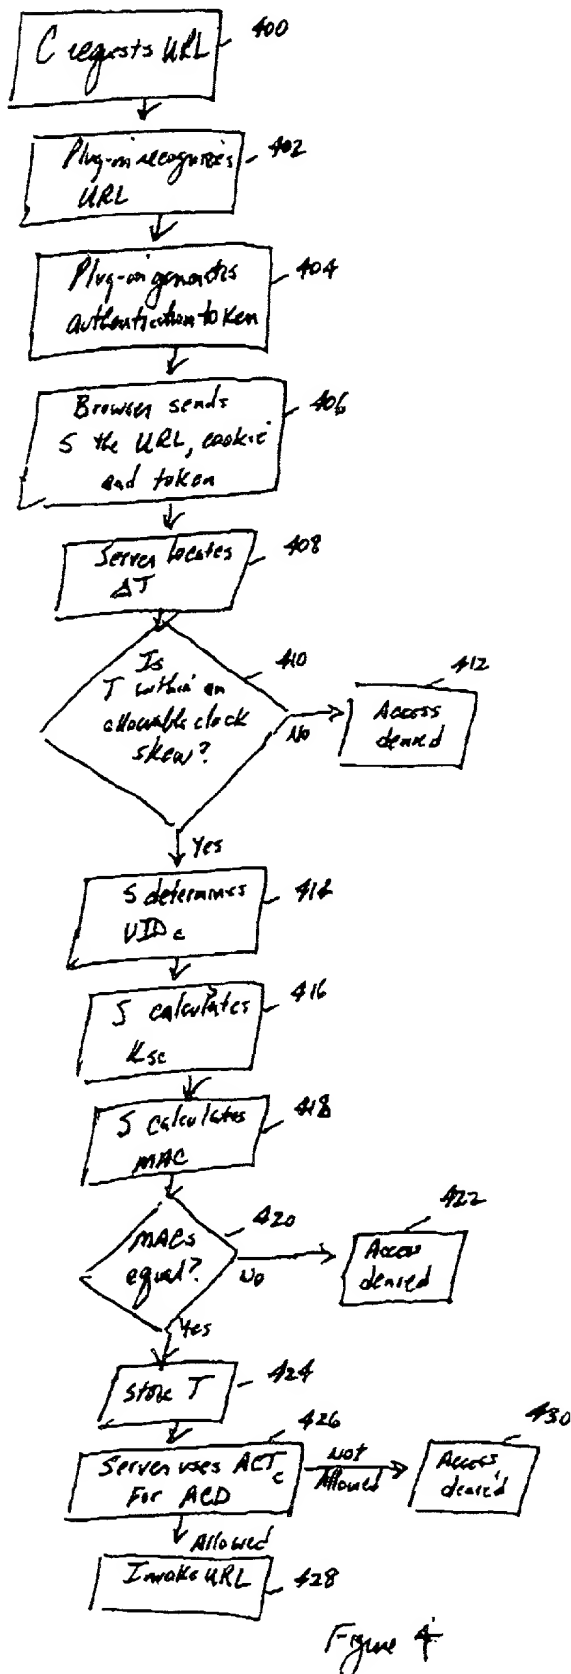 C requests URL
400
Plug-in recognizes
URL
402
Plug-in generates
authentication token
404
Browser sends
S the URL, cookie
and token
406
Server locates
ΔT
408
Is
T within an
allowable clock
skew?
410
No
412
Access
denied
Yes
S determines
UIDc
414
S calculates
Ksc
416
S calculates
MAC
418
MACs
equal?
420
No
422
Access
denied
Yes
Store T
424
426
Server uses ACTc
For ACD
Not
Allowed
430
Access
denied
Allowed
Invoke URL
428
Figure 4